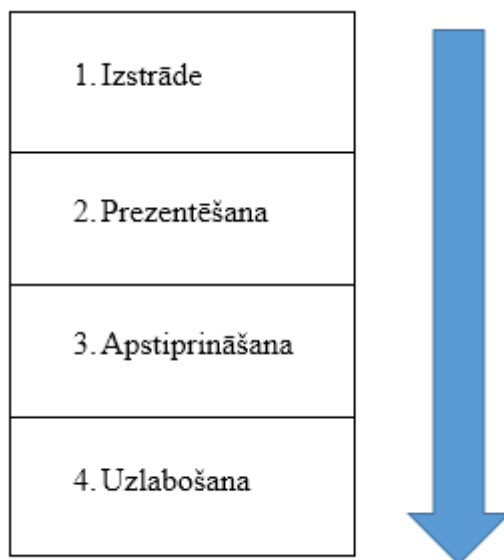 1. Izstrāde
2. Prezentēšana
3. Apstiprināšana
4. Uzlabošana